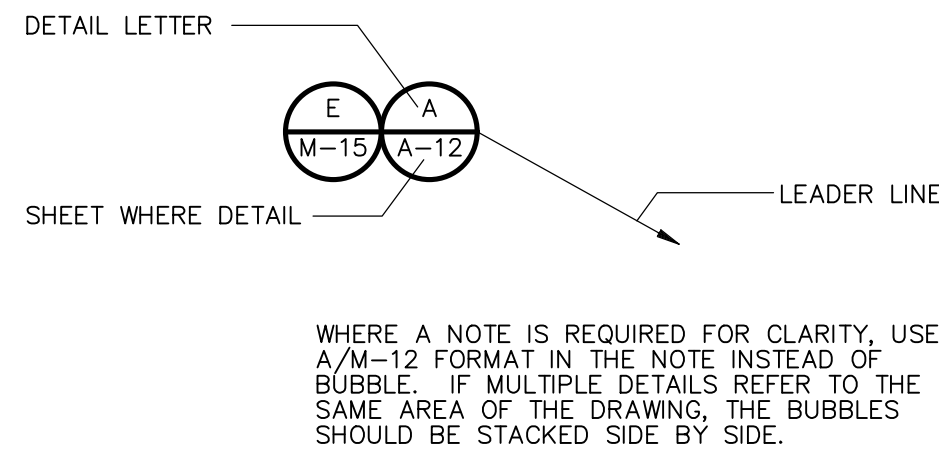 DETAIL LETTER
E
A
M-15
A-12
LEADER LINE
SHEET WHERE DETAIL
WHERE A NOTE IS REQUIRED FOR CLARITY, USE
A/M-12 FORMAT IN THE NOTE INSTEAD OF
BUBBLE. IF MULTIPLE DETAILS REFER TO THE
SAME AREA OF THE DRAWING, THE BUBBLES
SHOULD BE STACKED SIDE BY SIDE.